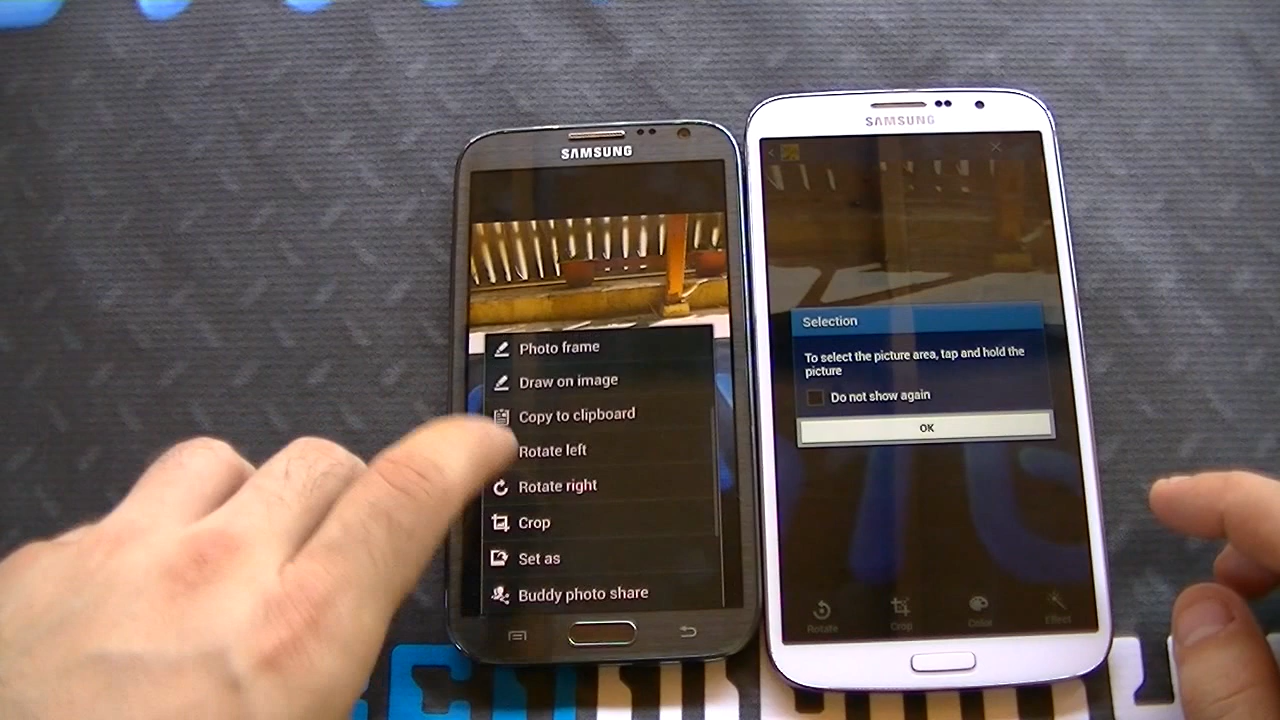 SAMSUNG
Photo frame
Draw on image
Copy to clipboard
Rotate left
Rotate right
Crop
Set as
Buddy photo share
SAMSUNG
Selection
To select the picture area, tap and hold the
picture
Do not show again
OK
Rotate
Crop
Color
Effect